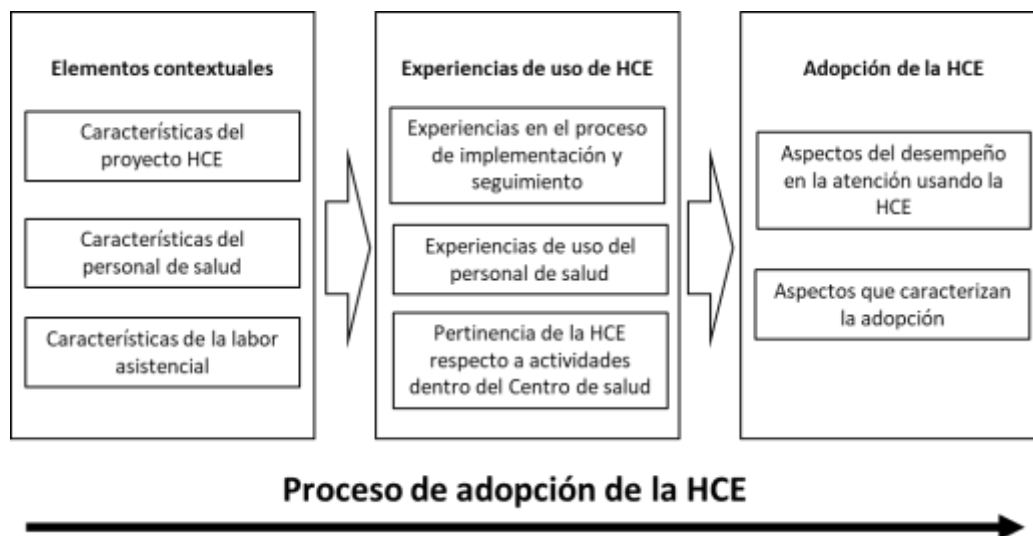 Elementos contextuales
Características del
proyecto HCE
Características del
personal de salud
Características de la labor
asistencial
Experiencias de uso de HCE
Experiencias en el proceso
de implementación y
seguimiento
Experiencias de uso del
personal de salud
Pertinencia de la HCE
respecto a actividades
dentro del Centro de salud
Adopción de la HCE
Aspectos del desempeño
en la atención usando la
HCE
Aspectos que caracterizan
la adopción
Proceso de adopción de la HCE